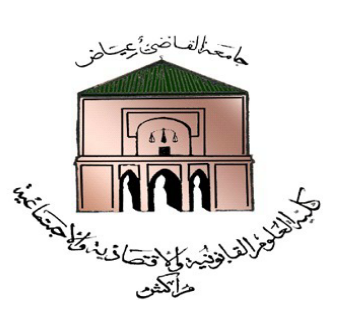 جامعة القاضي عياض
كلية العلوم القانونية والاقتصادية والاجتماعية
مراكش